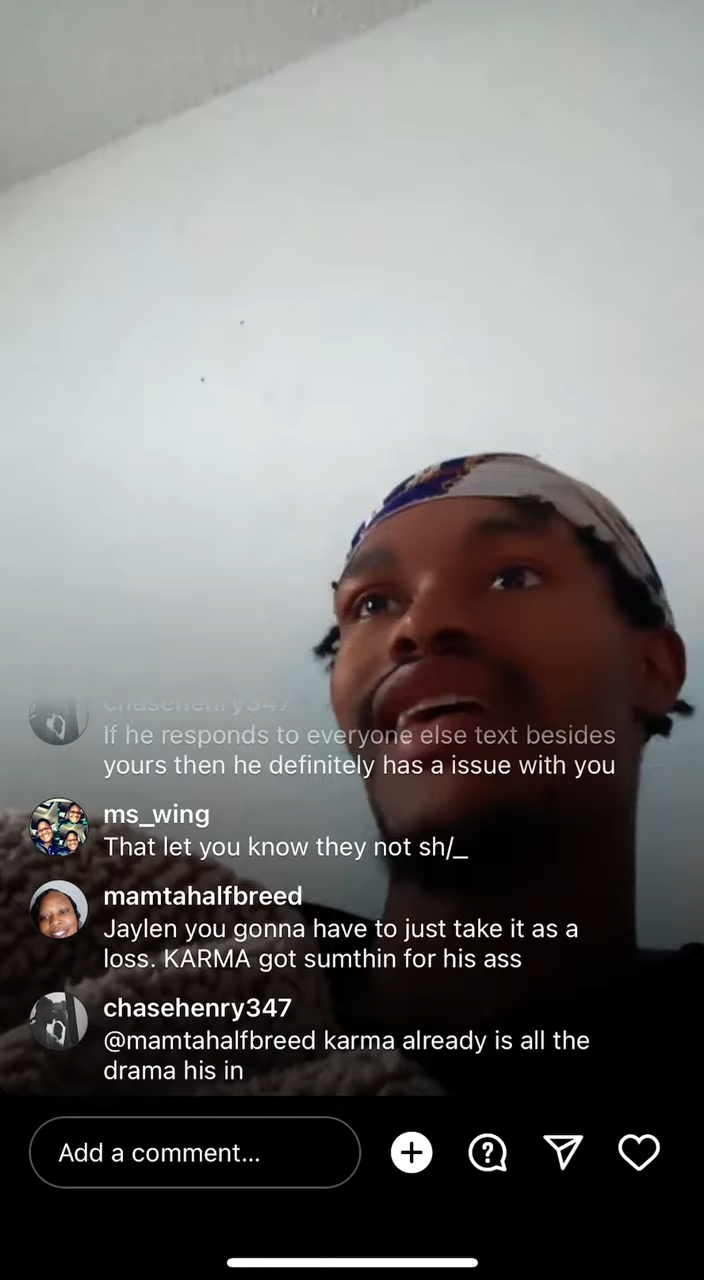 chasehenry347
If he responds to everyone else text besides
yours then he definitely has a issue with you
ms_wing
That let you know they not sh/_
mamtahalfbreed
Jaylen you gonna have to just take it as a
loss. KARMA got sumthin for his ass
chasehenry347
@mamtahalfbreed karma already is all the
drama his in
Add a comment...